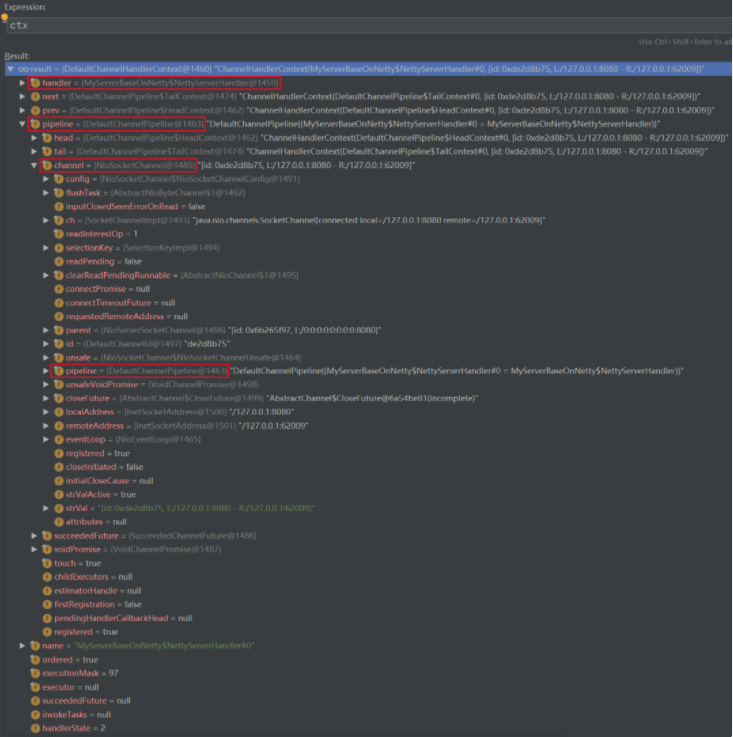 Expression:
ctx
Use Ctrl+Shift+Enter to ad
Result:
oo result = {DefaultChannelHandlerContext@1460} "ChannelHandlerContext(MyServerBaseOnNetty$NettyServerHandler#0, [id: 0xde2d8b75, L:/127.0.0.1:8080 - R:/127.0.0.1:62009])"
handler = {MyServerBaseOnNetty$NettyServerHandler@1459}
next = {DefaultChannelPipeline$TailContext@1474} "ChannelHandlerContext(DefaultChannelPipeline$TailContext#0, [id: 0xde2d8b75, L:/127.0.0.1:8080 - R:/127.0.0.1:62009])"
prev = {DefaultChannelPipeline$HeadContext@1462} "ChannelHandlerContext(DefaultChannelPipeline$HeadContext#0, [id: 0xde2d8b75, L:/127.0.0.1:8080 - R:/127.0.0.1:62009])"
pipeline = {DefaultChannelPipeline@1463} "DefaultChannelPipeline{(MyServerBaseOnNetty$NettyServerHandler#0 = MyServerBaseOnNetty$NettyServerHandler)}"
head = {DefaultChannelPipeline$HeadContext@1462} "ChannelHandlerContext(DefaultChannelPipeline$HeadContext#0, [id: 0xde2d8b75, L:/127.0.0.1:8080 - R:/127.0.0.1:62009])"
tail = {DefaultChannelPipeline$TailContext@1474} "ChannelHandlerContext(DefaultChannelPipeline$TailContext#0, [id: 0xde2d8b75, L:/127.0.0.1:8080 - R:/127.0.0.1:62009])"
channel = {NioSocketChannel@1485} "[id: 0xde2d8b75, L:/127.0.0.1:8080 - R:/127.0.0.1:62009]"
config = {NioSocketChannel$NioSocketChannelConfig@1491}
flushTask = {AbstractNioByteChannel$1@1492}
inputClosedSeenErrorOnRead = false
ch = {SocketChannelImpl@1493} "java.nio.channels.SocketChannel[connected local=/127.0.0.1:8080 remote=/127.0.0.1:62009]"
readInterestOp = 1
selectionKey = {SelectionKeyImpl@1494}
readPending = false
clearReadPendingRunnable = {AbstractNioChannel$1@1495}
connectPromise = null
connectTimeoutFuture = null
requestedRemoteAddress = null
parent = {NioServerSocketChannel@1496} "[id: 0x6b265f97, L:/0:0:0:0:0:0:0:0:8080]"
id = {DefaultChannelId@1497} "de2d8b75"
unsafe = {NioSocketChannel$NioSocketChannelUnsafe@1464}
pipeline = {DefaultChannelPipeline@1463} "DefaultChannelPipeline{(MyServerBaseOnNetty$NettyServerHandler#0 = MyServerBaseOnNetty$NettyServerHandler)}"
unsafeVoidPromise = {VoidChannelPromise@1498}
closeFuture = {AbstractChannel$CloseFuture@1499} "AbstractChannel$CloseFuture@6a54be81(incomplete)"
localAddress = {InetSocketAddress@1500} "/127.0.0.1:8080"
remoteAddress = {InetSocketAddress@1501} "/127.0.0.1:62009"
eventLoop = {NioEventLoop@1465}
registered = true
closeInitiated = false
initialCloseCause = null
strValActive = true
strVal = "[id: 0xde2d8b75, L:/127.0.0.1:8080 - R:/127.0.0.1:62009]"
attributes = null
succeededFuture = {SucceededChannelFuture@1486}
voidPromise = {VoidChannelPromise@1487}
touch = true
childExecutors = null
estimatorHandle = null
firstRegistration = false
pendingHandlerCallbackHead = null
registered = true
name = "MyServerBaseOnNetty$NettyServerHandler#0"
ordered = true
executionMask = 97
executor = null
succeededFuture = null
invokeTasks = null
handlerState = 2